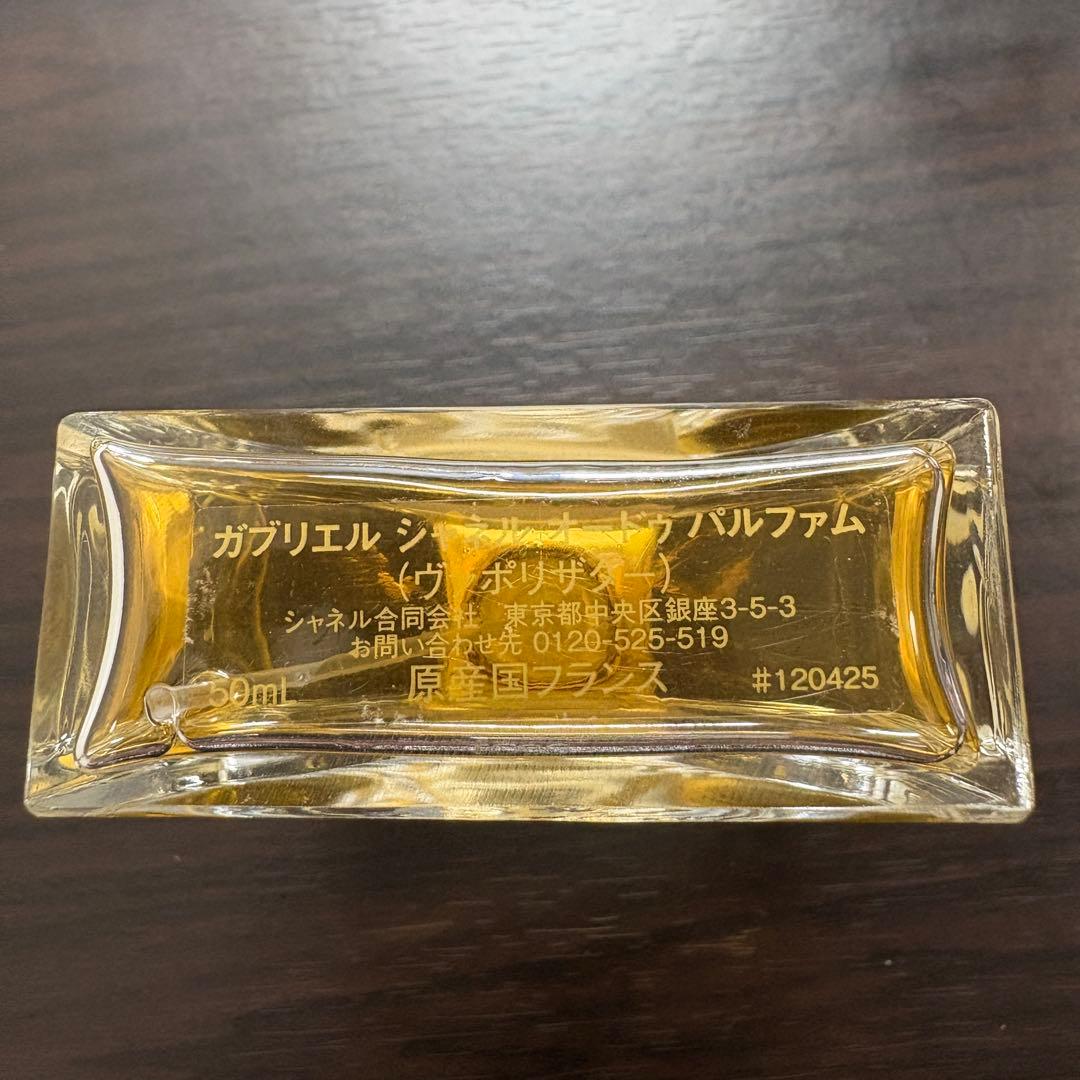 ガブリエル シャネル オードゥ パルファム
(ヴァポリザター)
シャネル合同会社 東京都中央区銀座3-5-3
お問い合わせ先 0120-525-519
50ml 原産国フランス #120425